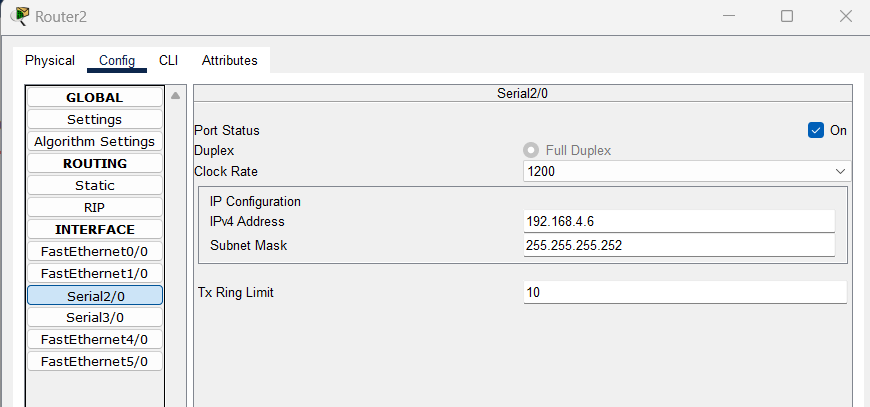 Router2
Physical Config CLI Attributes
GLOBAL
Settings
Algorithm Settings
ROUTING
Static
RIP
INTERFACE
FastEthernet0/0
FastEthernet1/0
Serial2/0
Serial3/0
FastEthernet4/0
FastEthernet5/0
Serial2/0
Port Status On
Duplex Full Duplex
Clock Rate 1200
IP Configuration
IPv4 Address 192.168.4.6
Subnet Mask 255.255.255.252
Tx Ring Limit 10